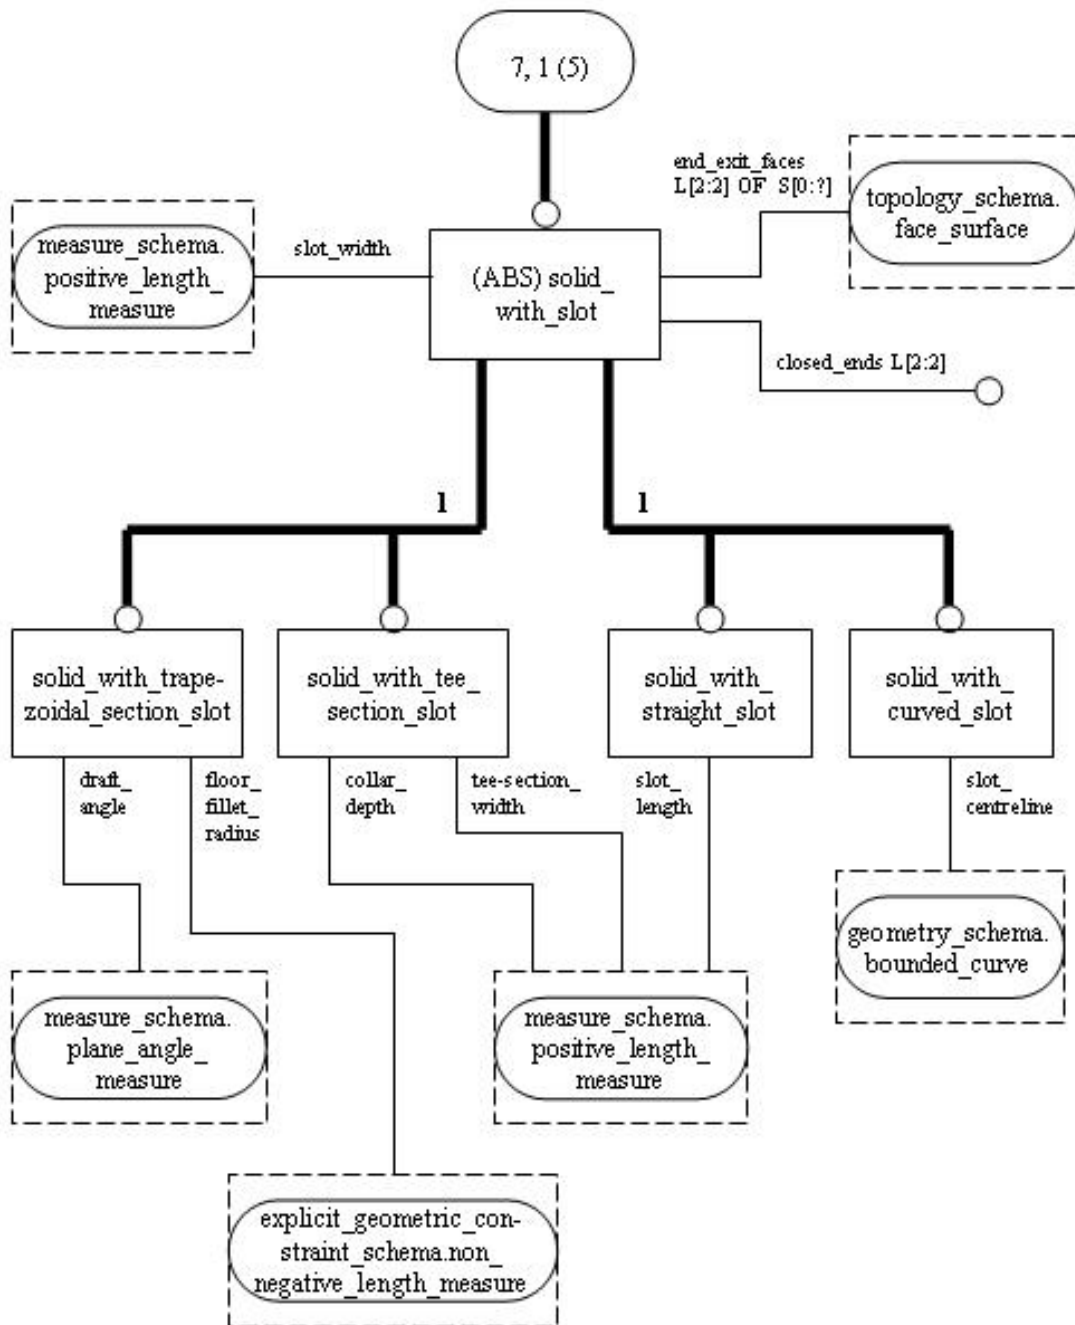 7, 1 (5)
end_exit_faces
L[2:2] OF S[0:?]
topology_schema.
face_surface
measure_schema.
positive_length_
measure
slot_width
(ABS) solid_
with_slot
closed_ends L[2:2]
1
1
solid_with_trape-
zoidal_section_slot
solid_with_tee_
section_slot
solid_with_
straight_slot
solid_with_
curved_slot
draft_
angle
floor_
fillet_
radius
collar_
depth
tee-section_
width
slot_
length
slot_
centreline
geometry_schema.
bounded_curve
measure_schema.
plane_angle_
measure
measure_schema.
positive_length_
measure
explicit_geometric_con-
straint_schema.non_
negative_length_measure